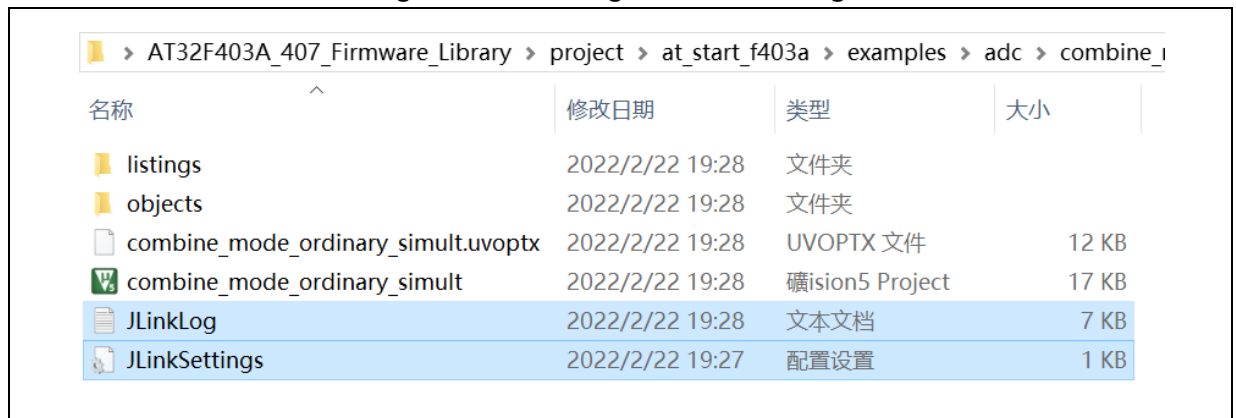 AT32F403A_407_Firmware_Library > project > at_start_f403a > examples > adc >
名称 修改日期 类型 大小
listings 2022/2/22 19:28 文件夹
objects 2022/2/22 19:28 文件夹
combine_mode_ordinary_simult.uvoptx 2022/2/22 19:28 UVOPTX 文件 12 KB
combine_mode_ordinary_simult 2022/2/22 19:28 礦ision5 Project 17 KB
JLinkLog 2022/2/22 19:28 文本文档 7 KB
JLinkSettings 2022/2/22 19:27 配置设置 1 KB